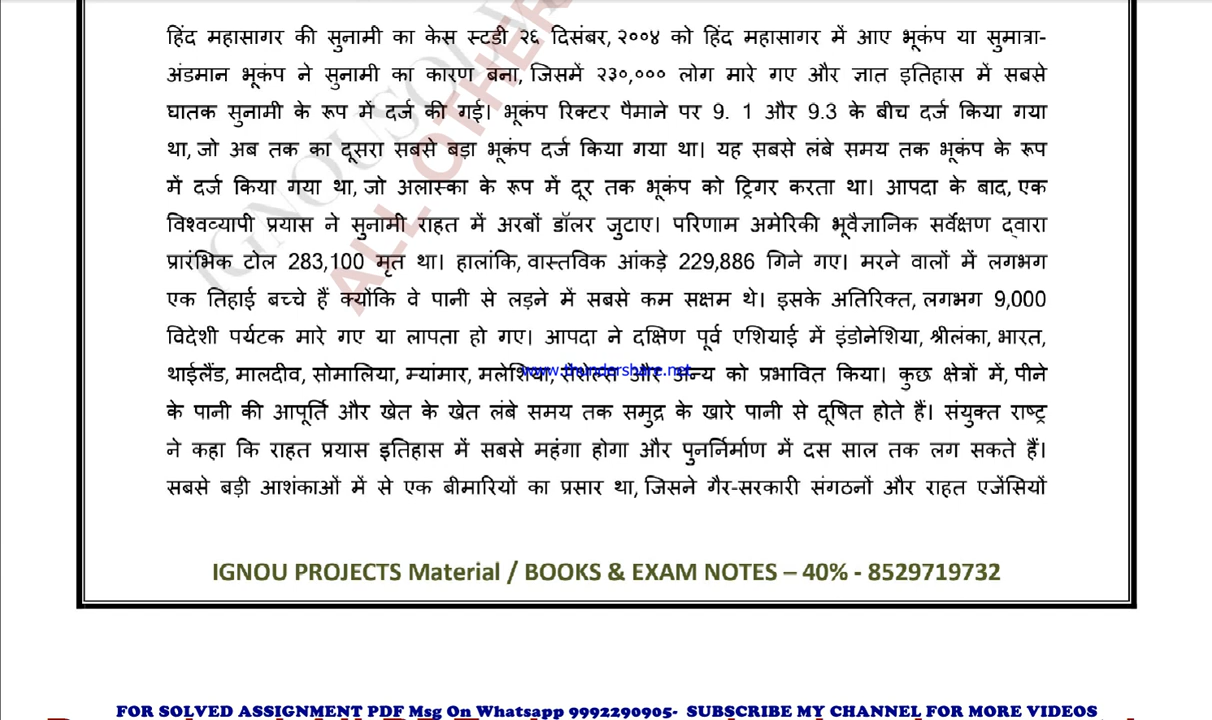 हिंद महासागर की सुनामी का केस स्टडी २६ दिसंबर, २००४ को हिंद महासागर में आए भूकंप या सुमात्रा-
अंडमान भूकंप ने सुनामी का कारण बना, जिसमें २३०,००० लोग मारे गए और ज्ञात इतिहास में सबसे
घातक सुनामी के रूप में दर्ज की गई। भूकंप रिक्टर पैमाने पर 9. 1 और 9.3 के बीच दर्ज किया गया
था, जो अब तक का दूसरा सबसे बड़ा भूकंप दर्ज किया गया था। यह सबसे लंबे समय तक भूकंप के रूप
में दर्ज किया गया था, जो अलास्का के रूप में दूर तक भूकंप को ट्रिगर करता था। आपदा के बाद, एक
विश्वव्यापी प्रयास ने सुनामी राहत में अरबों डॉलर जुटाए। परिणाम अमेरिकी भूवैज्ञानिक सर्वेक्षण द्वारा
प्रारंभिक टोल 283,100 मृत था। हालांकि, वास्तविक आंकड़े 229,886 गिने गए। मरने वालों में लगभग
एक तिहाई बच्चे हैं क्योंकि वे पानी से लड़ने में सबसे कम सक्षम थे। इसके अतिरिक्त, लगभग 9,000
विदेशी पर्यटक मारे गए या लापता हो गए। आपदा ने दक्षिण पूर्व एशियाई में इंडोनेशिया, श्रीलंका, भारत,
थाईलैंड, मालदीव, सोमालिया, म्यांमार, मलेशिया, सेशेल्स और अन्य को प्रभावित किया। कुछ क्षेत्रों में, पीने
www.thundershare.net
के पानी की आपूर्ति और खेत के खेत लंबे समय तक समुद्र के खारे पानी से दूषित होते हैं। संयुक्त राष्ट्र
ने कहा कि राहत प्रयास इतिहास में सबसे महंगा होगा और पुनर्निर्माण में दस साल तक लग सकते हैं।
सबसे बड़ी आशंकाओं में से एक बीमारियों का प्रसार था, जिसने गैर-सरकारी संगठनों और राहत एजेंसियों
IGNOU PROJECTS Material / BOOKS & EXAM NOTES – 40% - 8529719732
FOR SOLVED ASSIGNMENT PDF Msg On Whatsapp 9992290905- SUBSCRIBE MY CHANNEL FOR MORE VIDEOS